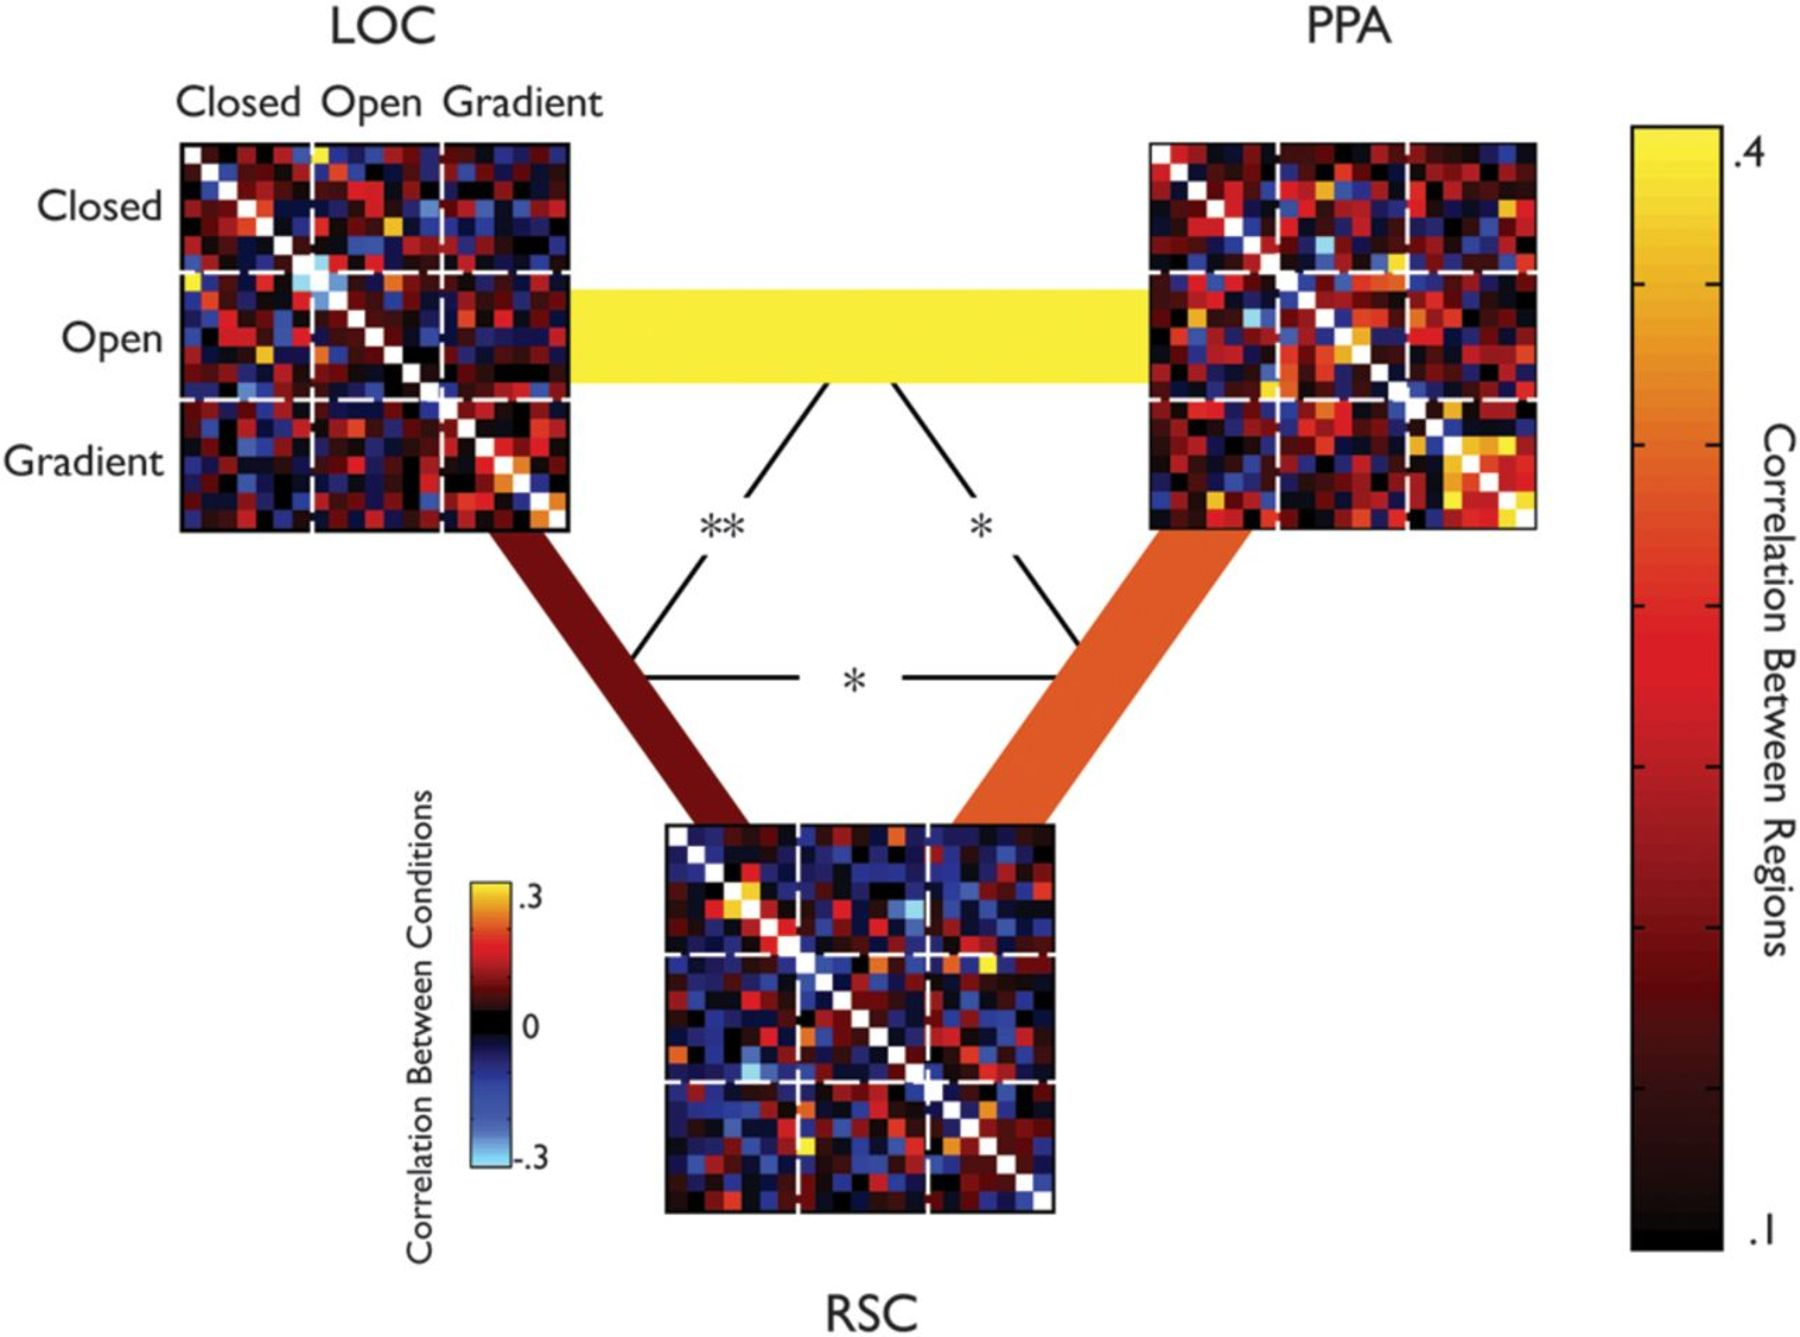 LOC
PPA
Closed Open Gradient
Closed
Open
Gradient
.4
Correlation Between Regions
.1
**
*
*
Correlation Between Conditions
.3
0
-.3
RSC